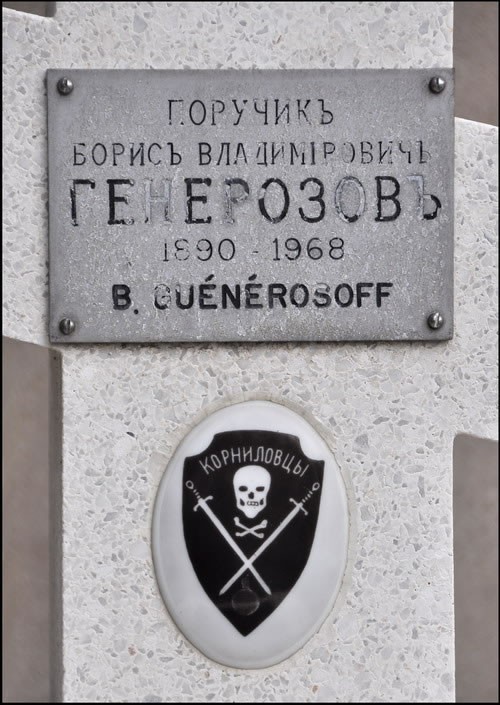 ПОРУЧИКЪ
БОРИСЪ ВЛАДИМІРОВИЧЪ
ГЕНЕРОЗОВЪ
1890 - 1968
B. GUÉNÉROSOFF
КОРНИЛОВЦЫ